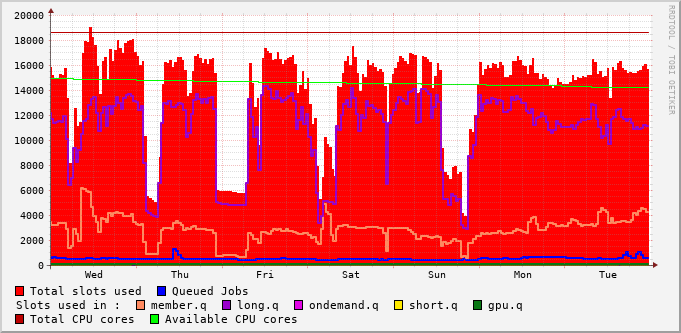 20000
18000
16000
14000
12000
10000
8000
6000
4000
2000
0
Wed Thu Fri Sat Sun Mon Tue
RRDTOOL / TOBI OETIKER
Total slots used Queued Jobs
Slots used in : member.q long.q ondemand.q short.q gpu.q
Total CPU cores Available CPU cores